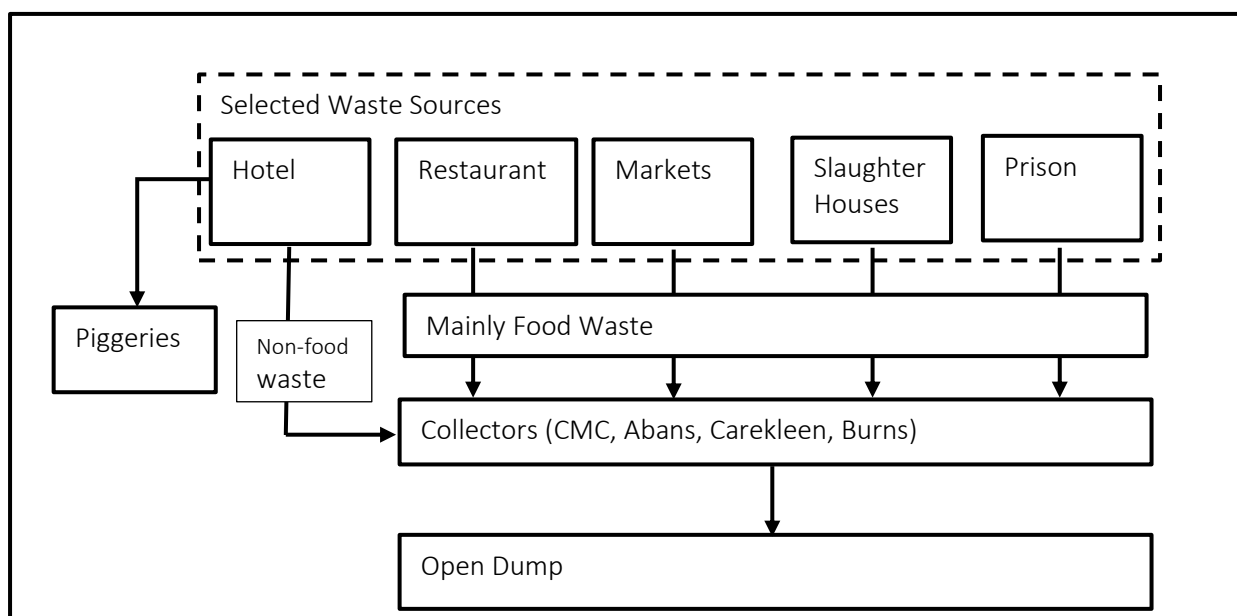 Selected Waste Sources
Hotel
Restaurant
Markets
Slaughter
Houses
Prison
Piggeries
Non-food
waste
Mainly Food Waste
Collectors (CMC, Abans, Carekleen, Burns)
Open Dump